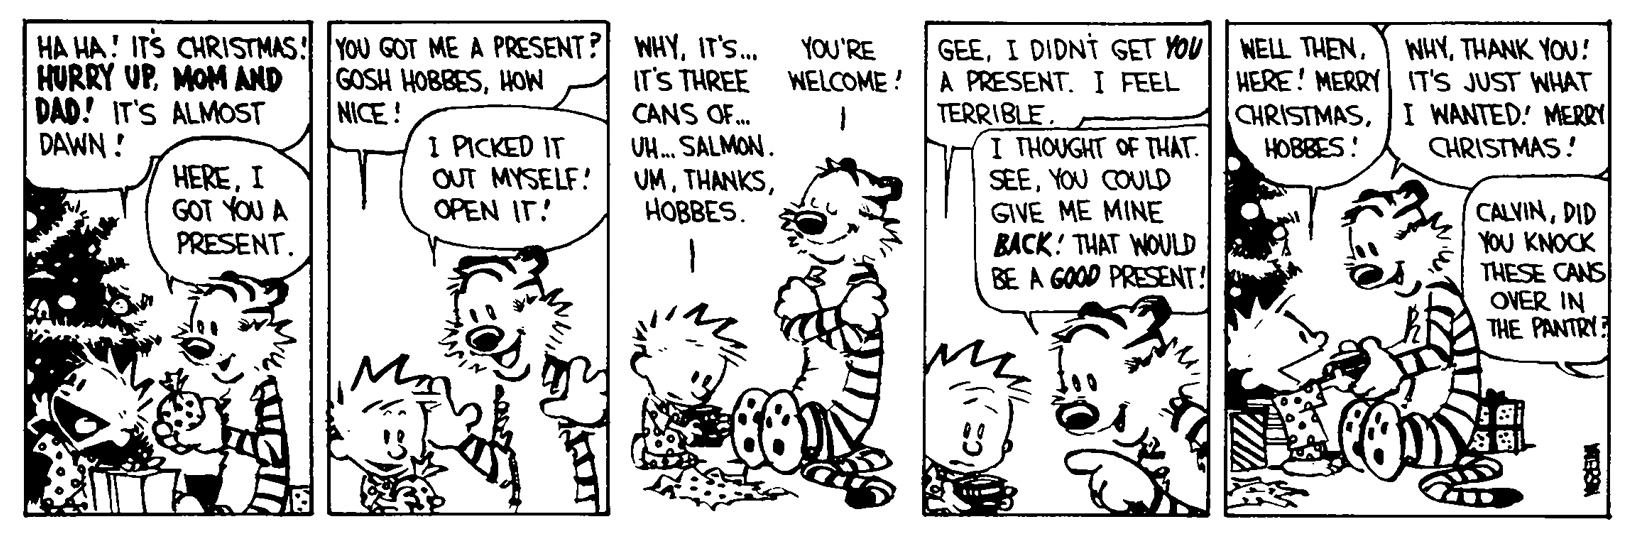 HA HA! IT'S CHRISTMAS!
HURRY UP, MOM AND
DAD! IT'S ALMOST
DAWN!
HERE, I
GOT YOU A
PRESENT.
YOU GOT ME A PRESENT?
GOSH HOBBES, HOW
NICE!
I PICKED IT
OUT MYSELF!
OPEN IT!
WHY, IT'S...
IT'S THREE
CANS OF...
UH... SALMON.
UM, THANKS,
HOBBES.
YOU'RE
WELCOME!
GEE, I DIDN'T GET YOU
A PRESENT. I FEEL
TERRIBLE.
I THOUGHT OF THAT.
SEE, YOU COULD
GIVE ME MINE
BACK! THAT WOULD
BE A GOOD PRESENT!
WELL THEN,
HERE! MERRY
CHRISTMAS,
HOBBES!
WHY, THANK YOU!
IT'S JUST WHAT
I WANTED! MERRY
CHRISTMAS!
CALVIN, DID
YOU KNOCK
THESE CANS
OVER IN
THE PANTRY?
WATTERSON